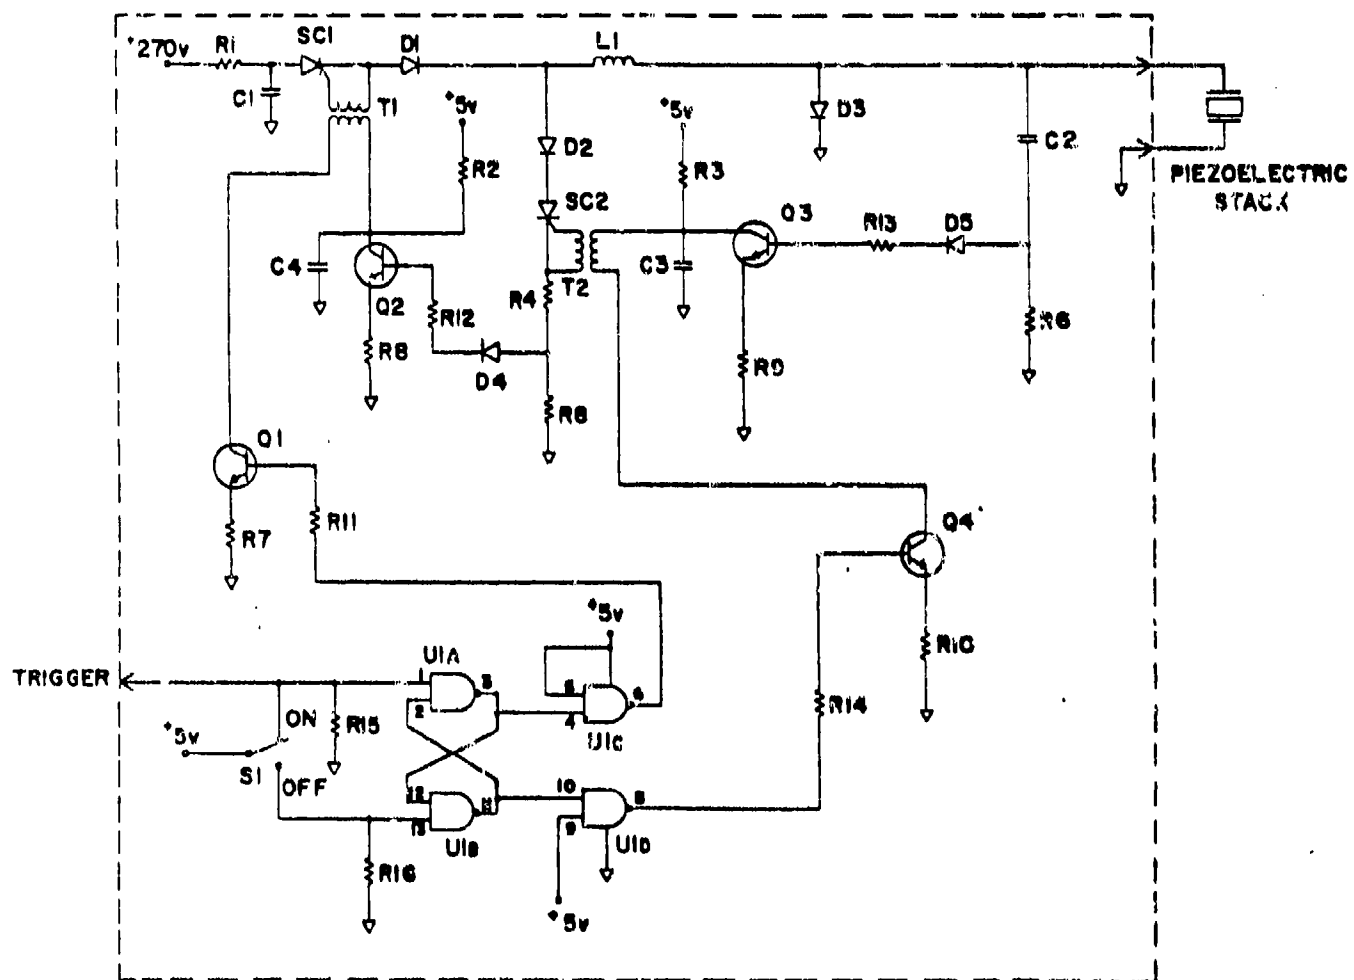 +270v
R1
SC1
D1
L1
C1
T1
+5v
+5v
D3
D2
R2
R3
C2
PIEZOELECTRIC
STACK
SC2
Q3
R13
D5
C4
C3
Q2
R12
R4
T2
R6
R8
D4
R9
R8
Q1
R11
R7
Q4
+5v
R10
TRIGGER
U1A
1
3
2
5
6
4
U1C
R14
+5v
ON
R15
S1
OFF
12
13
U1B
10
8
9
U1D
R16
+5v